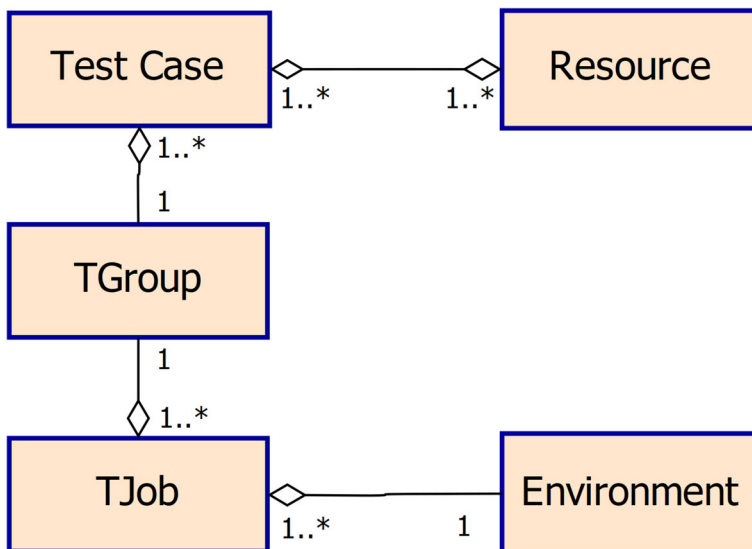 Test Case
Resource
1..*
1..*
1..*
1
TGroup
1
1..*
TJob
Environment
1..*
1